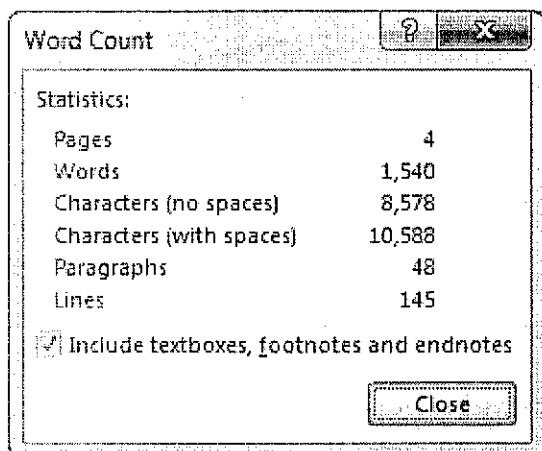 Word Count
Statistics:
Pages 4
Words 1,540
Characters (no spaces) 8,578
Characters (with spaces) 10,588
Paragraphs 48
Lines 145
Include textboxes, footnotes and endnotes
Close